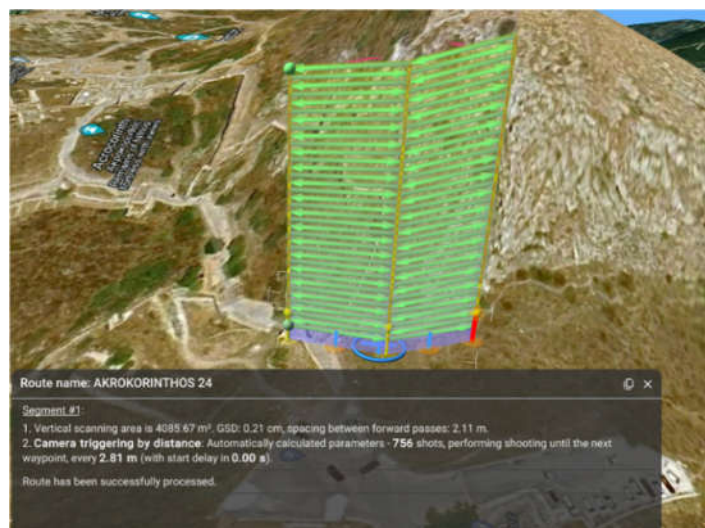 Acrocorinth
Route name: AKROKORINTHOS 24
Segment #1:
1. Vertical scanning area is 4085.67 m². GSD: 0.21 cm, spacing between forward passes: 2.11 m.
2. Camera triggering by distance: Automatically calculated parameters - 756 shots, performing shooting until the next
waypoint, every 2.81 m (with start delay in 0.00 s).
Route has been successfully processed.